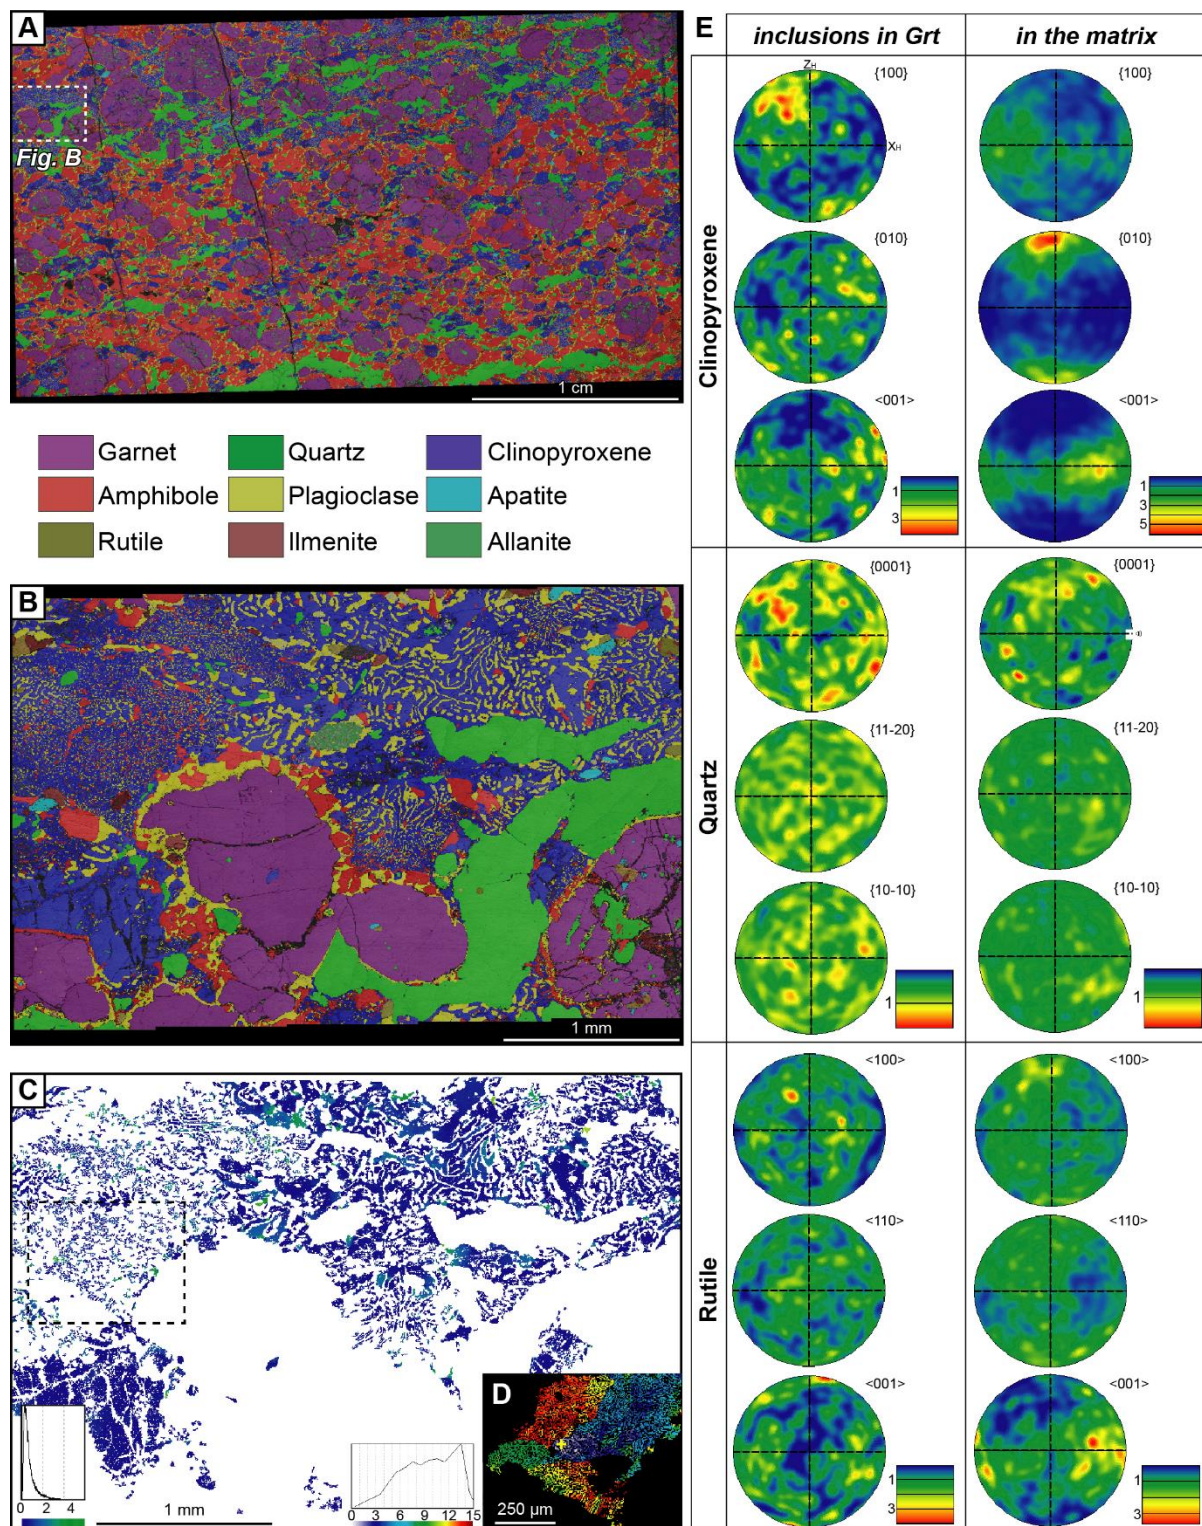 A
Fig. B
1 cm
Garnet
Quartz
Clinopyroxene
Amphibole
Plagioclase
Apatite
Rutile
Ilmenite
Allanite
B
1 mm
C
0 2 4
1 mm
0 3 6 9 12 15
D
250 µm
E
inclusions in Grt
in the matrix
Clinopyroxene
ZH
XH
{100}
{100}
{010}
{010}
<001>
<001>
1
3
1
3
5
Quartz
{0001}
{0001}
{11-20}
{11-20}
{10-10}
{10-10}
1
1
Rutile
<100>
<100>
<110>
<110>
<001>
<001>
1
3
1
3